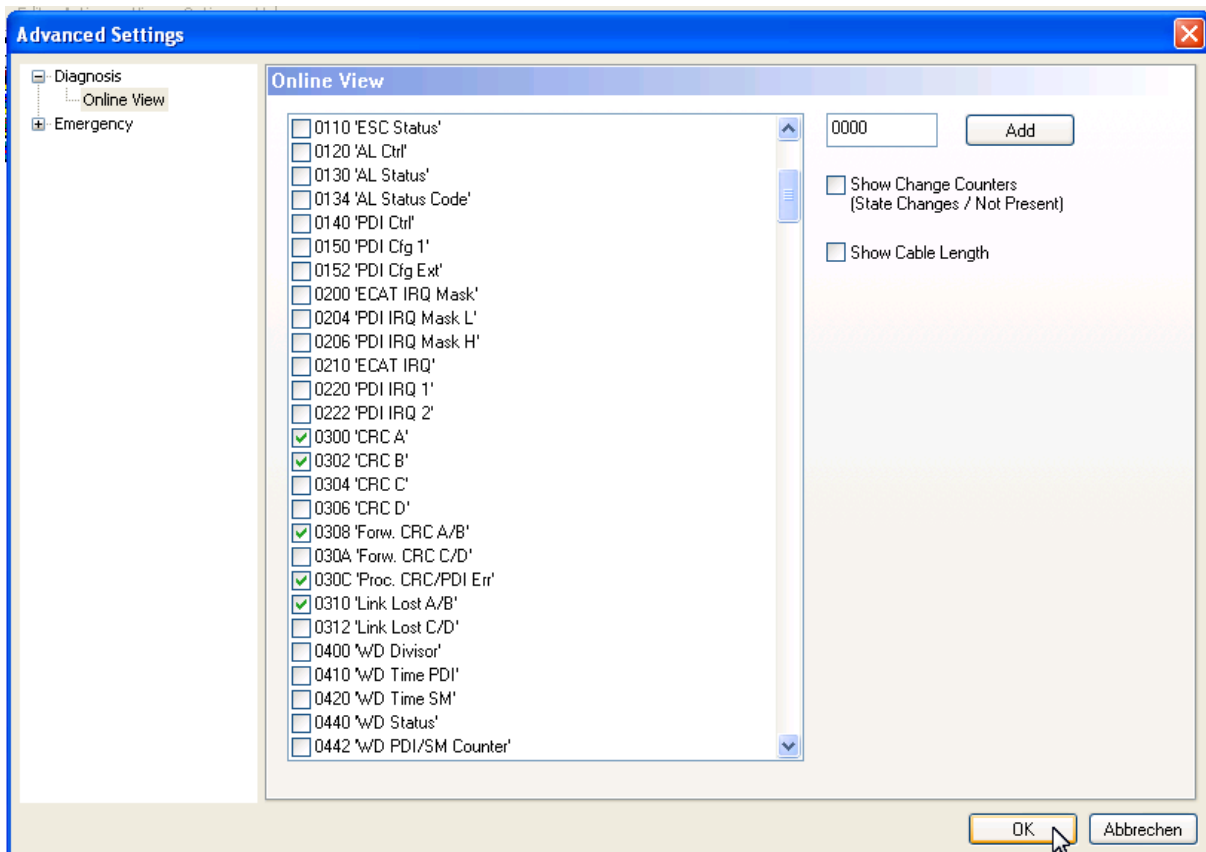 Advanced Settings
Diagnosis
Online View
Emergency
Online View
0110 'ESC Status'
0120 'AL Ctrl'
0130 'AL Status'
0134 'AL Status Code'
0140 'PDI Ctrl'
0150 'PDI Cfg 1'
0152 'PDI Cfg Ext'
0200 'ECAT IRQ Mask'
0204 'PDI IRQ Mask L'
0206 'PDI IRQ Mask H'
0210 'ECAT IRQ'
0220 'PDI IRQ 1'
0222 'PDI IRQ 2'
0300 'CRC A'
0302 'CRC B'
0304 'CRC C'
0306 'CRC D'
0308 'Forw. CRC A/B'
030A 'Forw. CRC C/D'
030C 'Proc. CRC/PDI Err'
0310 'Link Lost A/B'
0312 'Link Lost C/D'
0400 'WD Divisor'
0410 'WD Time PDI'
0420 'WD Time SM'
0440 'WD Status'
0442 'WD PDI/SM Counter'
0000
Add
Show Change Counters
(State Changes / Not Present)
Show Cable Length
OK
Abbrechen